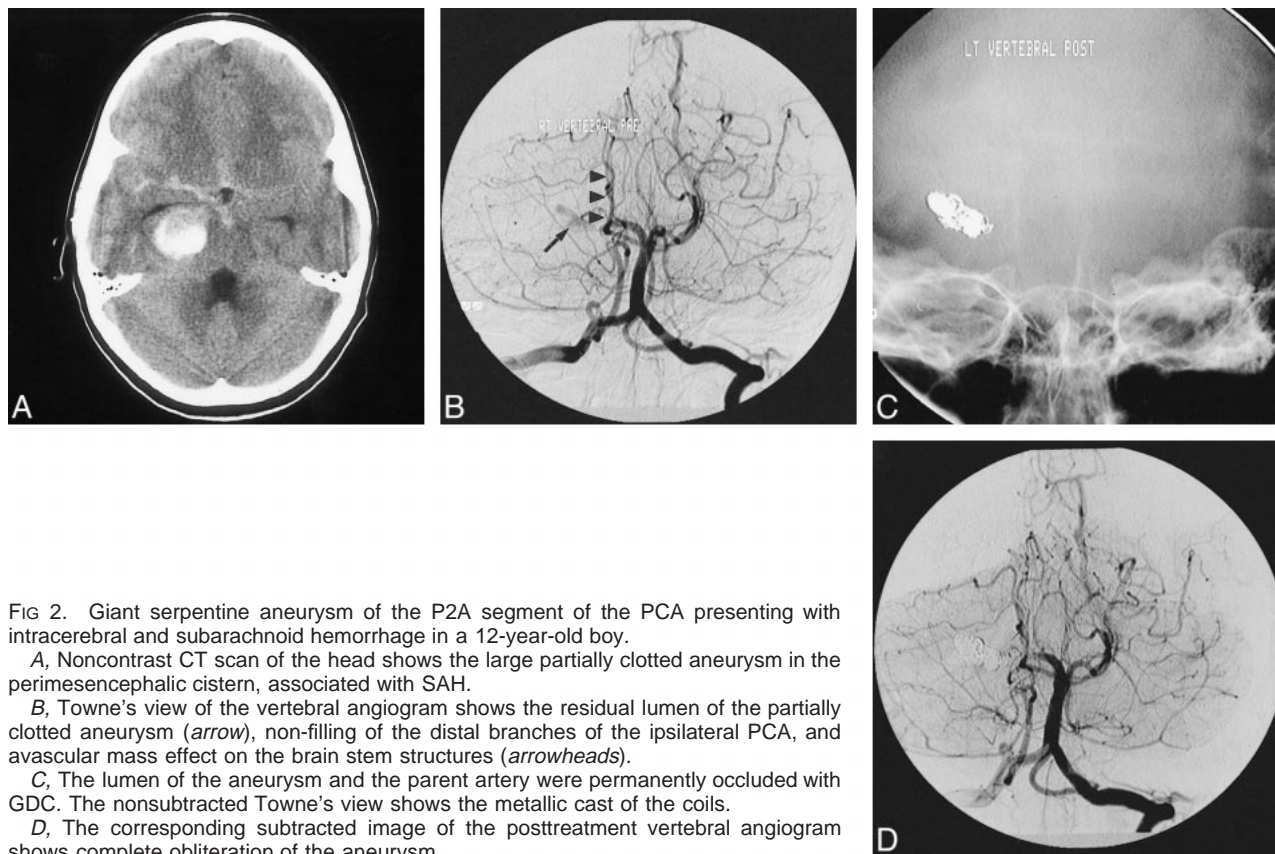 A
RT VERTEBRAL PRE
B
LT VERTEBRAL POST
C
D
FIG 2. Giant serpentine aneurysm of the P2A segment of the PCA presenting with
intracerebral and subarachnoid hemorrhage in a 12-year-old boy.
A, Noncontrast CT scan of the head shows the large partially clotted aneurysm in the
perimesencephalic cistern, associated with SAH.
B, Towne's view of the vertebral angiogram shows the residual lumen of the partially
clotted aneurysm (arrow), non-filling of the distal branches of the ipsilateral PCA, and
avascular mass effect on the brain stem structures (arrowheads).
C, The lumen of the aneurysm and the parent artery were permanently occluded with
GDC. The nonsubtracted Towne's view shows the metallic cast of the coils.
D, The corresponding subtracted image of the posttreatment vertebral angiogram
shows complete obliteration of the aneurysm.